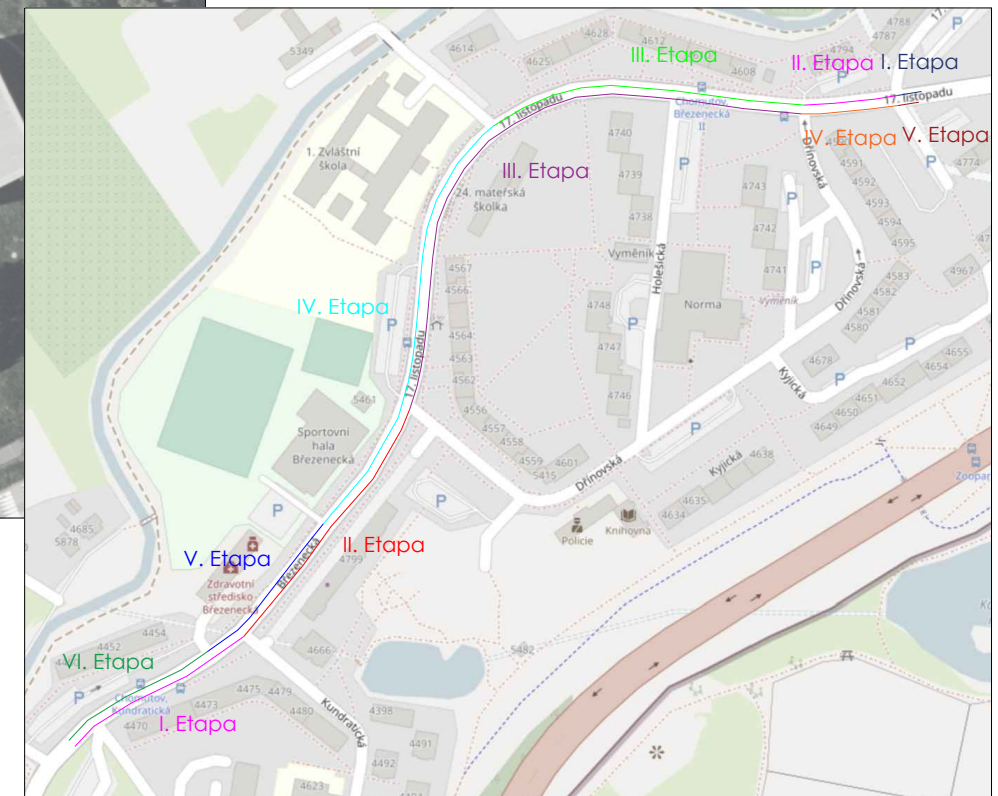 5349
4614
4628
4625
4612
III. Etapa
4608
4788
4787
17.
P
4794
II. Etapa
I. Etapa
P
17. listopadu
17. listopadu
Chomutov,
Březenecká
II
V. Etapa
V. Etapa
1. Zvláštní
škola
III. Etapa
24. mateřská
školka
4740
4739
4738
P
Dřínovská
4591
4592
4593
4594
4595
P
4774
4743
4742
P
4741
Výměník
Holešická
Výměník
Norma
P
Dřínovská
4583
4582
4581
4580
4967
4567
4566
4564
4563
4562
IV. Etapa
P
17. listopadu
4748
4747
4746
P
4678
Kyjická
P
P
4655
4654
4652
4651
4650
4649
5461
Sportovní
hala
Březenecká
4556
4557
4558
4559
5415
4601
Dřínovská
P
Kyjická
4638
4635
4634
Policie
Knihovna
Zoopar
4685
5878
P
P
V. Etapa
Březenecká
II. Etapa
4799
Zdravotní
středisko
Březenecká
4454
4452
VI. Etapa
P
Chomutov,
Kundratická
4666
5482
4475
4479
4473
4480
4470
I. Etapa
Kundratická
4398
4491
4492
4623